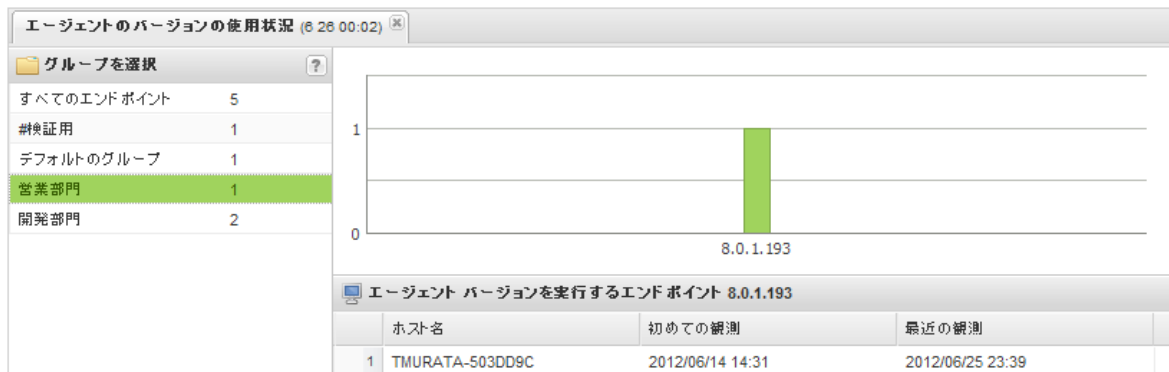 エージェントのバージョンの使用状況 (6 26 00:02)
グループを選択 ?
すべてのエンドポイント 5
#検証用 1
デフォルトのグループ 1
営業部門 1
開発部門 2
1
0
8.0.1.193
エージェント バージョンを実行するエンドポイント 8.0.1.193
ホスト名 初めての観測 最近の観測
1 TMURATA-503DD9C 2012/06/14 14:31 2012/06/25 23:39